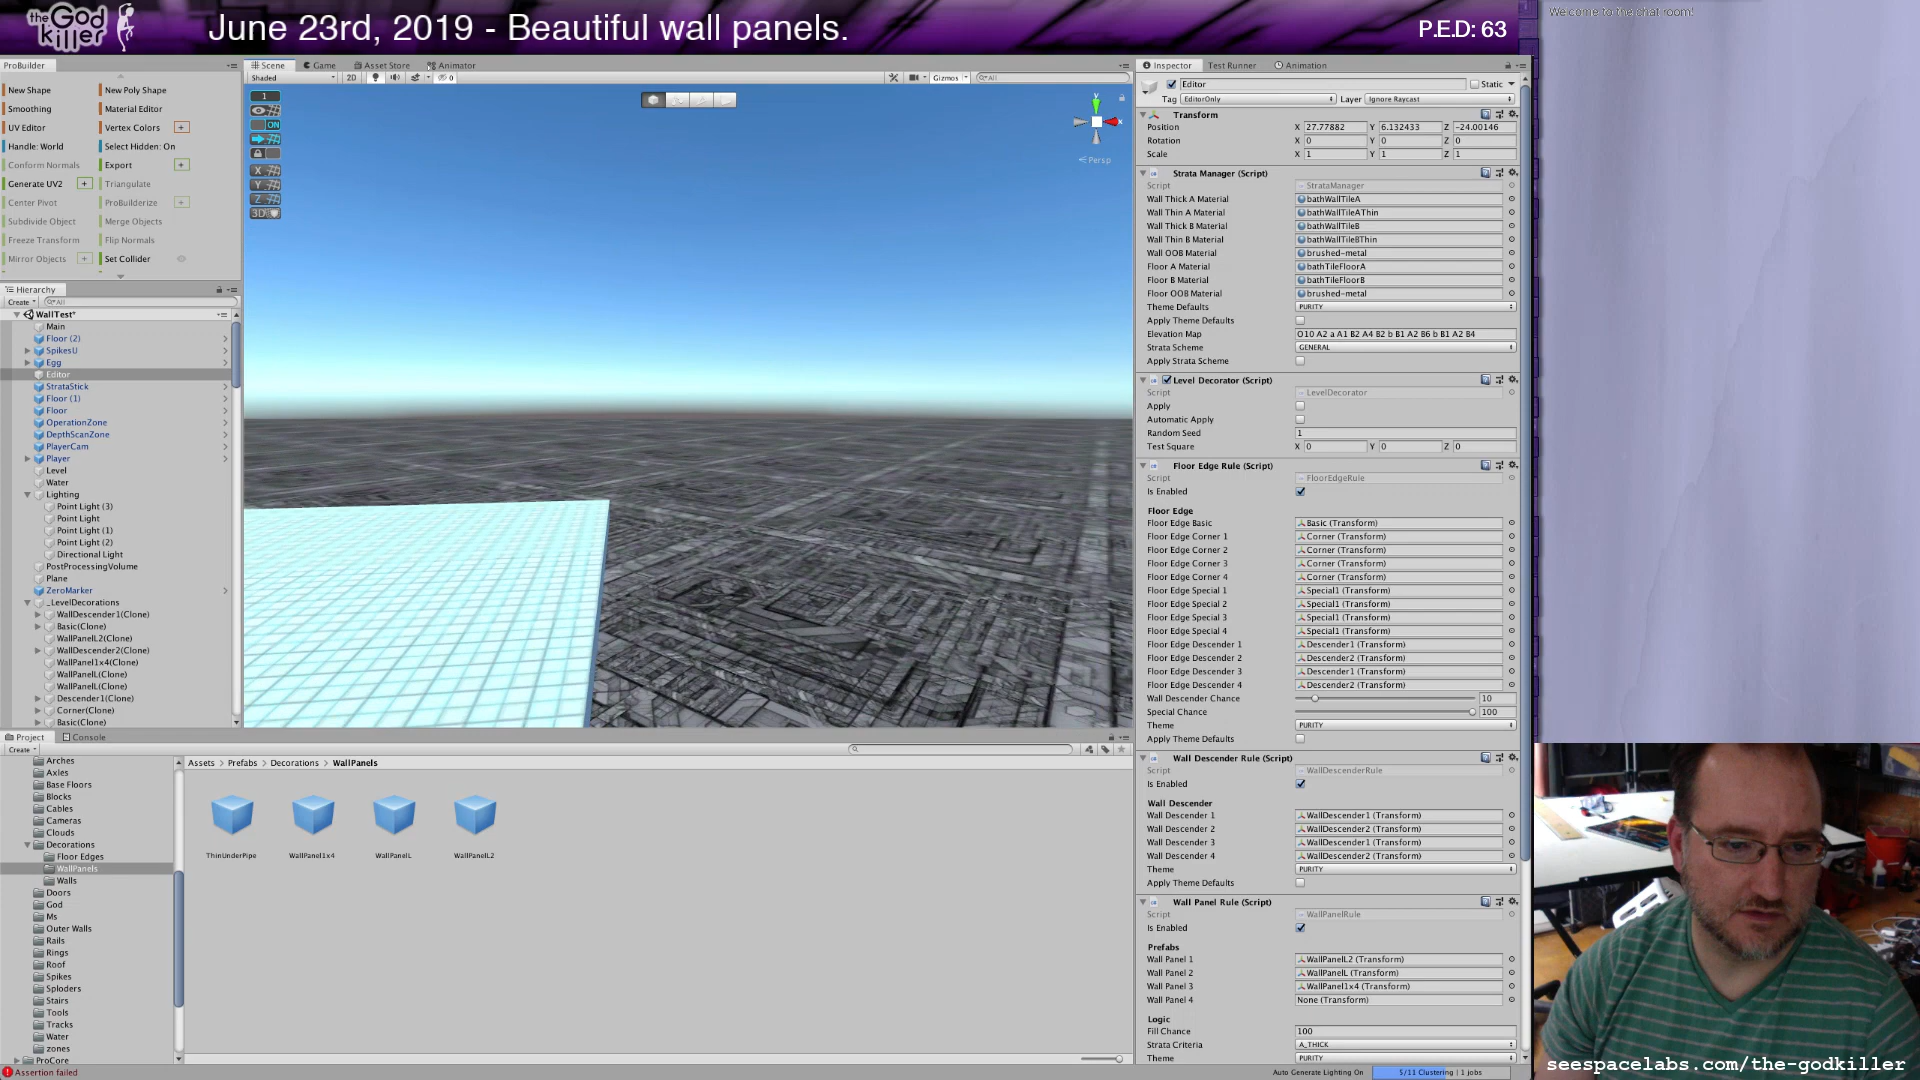 the God killer
June 23rd, 2019 - Beautiful wall panels.
P.E.D: 63
We come to the chat room!
ProBuilder
New Shape
New Poly Shape
Smoothing
Material Editor
UV Editor
Vertex Colors
Handle: World
Select Hidden: On
Conform Normals
Export
Generate UV2
Triangulate
Center Pivot
ProBuilderize
Subdivide Object
Merge Objects
Freeze Transform
Flip Normals
Mirror Objects
Set Collider
Hierarchy
Create
All
WallTest*
Main
Floor (2)
SpikesU
Egg
Editor
StrataStick
Floor (1)
Floor
OperationZone
DepthScanZone
PlayerCam
Player
Level
Water
Lighting
Point Light (3)
Point Light
Point Light (1)
Point Light (2)
Directional Light
PostProcessingVolume
Plane
ZeroMarker
_LevelDecorations
WallDescender1(Clone)
Basic(Clone)
WallPanelL2(Clone)
WallDescender2(Clone)
WallPanel1x4(Clone)
WallPanelL(Clone)
WallPanelL(Clone)
Descender1(Clone)
Corner(Clone)
Basic(Clone)
Scene
Game
Asset Store
Animator
Shaded
2D
0
Gizmos
All
1
ON
X
Y
Z
3D
y
x
Persp
Project
Console
Create
Arches
Axles
Base Floors
Blocks
Cables
Cameras
Clouds
Decorations
Floor Edges
WallPanels
Walls
Doors
God
Ms
Outer Walls
Rails
Rings
Roof
Spikes
Sploders
Stairs
Tools
Tracks
Water
zones
ProCore
Assets > Prefabs > Decorations > WallPanels
ThinUnderPipe
WallPanel1x4
WallPanelL
WallPanelL2
Assertion failed
Auto Generate Lighting On
5/11 Clustering | 1 jobs
Inspector
Test Runner
Animation
Editor
Static
Tag EditorOnly
Layer Ignore Raycast
Transform
Position X 27.77882 Y 6.132433 Z -24.00146
Rotation X 0 Y 0 Z 0
Scale X 1 Y 1 Z 1
Strata Manager (Script)
Script StrataManager
Wall Thick A Material bathWallTileA
Wall Thin A Material bathWallTileAThin
Wall Thick B Material bathWallTileB
Wall Thin B Material bathWallTileBThin
Wall OOB Material brushed-metal
Floor A Material bathTileFloorA
Floor B Material bathTileFloorB
Floor OOB Material brushed-metal
Theme Defaults PURITY
Apply Theme Defaults
Elevation Map O10 A2 a A1 B2 A4 B2 b B1 A2 B6 b B1 A2 B4
Strata Scheme GENERAL
Apply Strata Scheme
Level Decorator (Script)
Script LevelDecorator
Apply
Automatic Apply
Random Seed 1
Test Square X 0 Y 0 Z 0
Floor Edge Rule (Script)
Script FloorEdgeRule
Is Enabled
Floor Edge
Floor Edge Basic Basic (Transform)
Floor Edge Corner 1 Corner (Transform)
Floor Edge Corner 2 Corner (Transform)
Floor Edge Corner 3 Corner (Transform)
Floor Edge Corner 4 Corner (Transform)
Floor Edge Special 1 Special1 (Transform)
Floor Edge Special 2 Special1 (Transform)
Floor Edge Special 3 Special1 (Transform)
Floor Edge Special 4 Special1 (Transform)
Floor Edge Descender 1 Descender1 (Transform)
Floor Edge Descender 2 Descender2 (Transform)
Floor Edge Descender 3 Descender1 (Transform)
Floor Edge Descender 4 Descender2 (Transform)
Wall Descender Chance 10
Special Chance 100
Theme PURITY
Apply Theme Defaults
Wall Descender Rule (Script)
Script WallDescenderRule
Is Enabled
Wall Descender
Wall Descender 1 WallDescender1 (Transform)
Wall Descender 2 WallDescender2 (Transform)
Wall Descender 3 WallDescender1 (Transform)
Wall Descender 4 WallDescender2 (Transform)
Theme PURITY
Apply Theme Defaults
Wall Panel Rule (Script)
Script WallPanelRule
Is Enabled
Prefabs
Wall Panel 1 WallPanelL2 (Transform)
Wall Panel 2 WallPanelL (Transform)
Wall Panel 3 WallPanel1x4 (Transform)
Wall Panel 4 None (Transform)
Logic
Fill Chance 100
Strata Criteria A_THICK
Theme PURITY
seespacelabs.com/the-godkiller